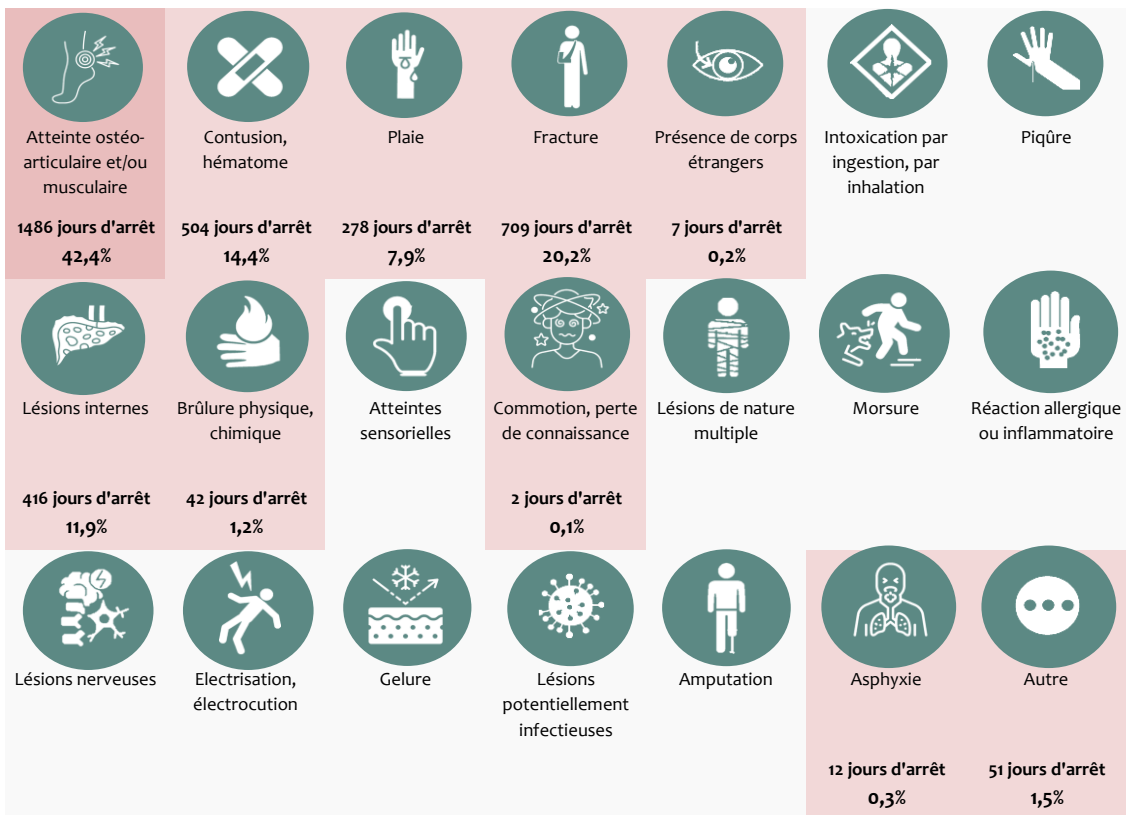 Atteinte ostéo-
articulaire et/ou
musculaire
1486 jours d'arrêt
42,4%
Contusion,
hématome
504 jours d'arrêt
14,4%
Plaie
278 jours d'arrêt
7,9%
Fracture
709 jours d'arrêt
20,2%
Présence de corps
étrangers
7 jours d'arrêt
0,2%
Intoxication par
ingestion, par
inhalation
Piqûre
Lésions internes
416 jours d'arrêt
11,9%
Brûlure physique,
chimique
42 jours d'arrêt
1,2%
Atteintes
sensorielles
Commotion, perte
de connaissance
2 jours d'arrêt
0,1%
Lésions de nature
multiple
Morsure
Réaction allergique
ou inflammatoire
Lésions nerveuses
Electrisation,
électrocution
Gelure
Lésions
potentiellement
infectieuses
Amputation
Asphyxie
12 jours d'arrêt
0,3%
Autre
51 jours d'arrêt
1,5%